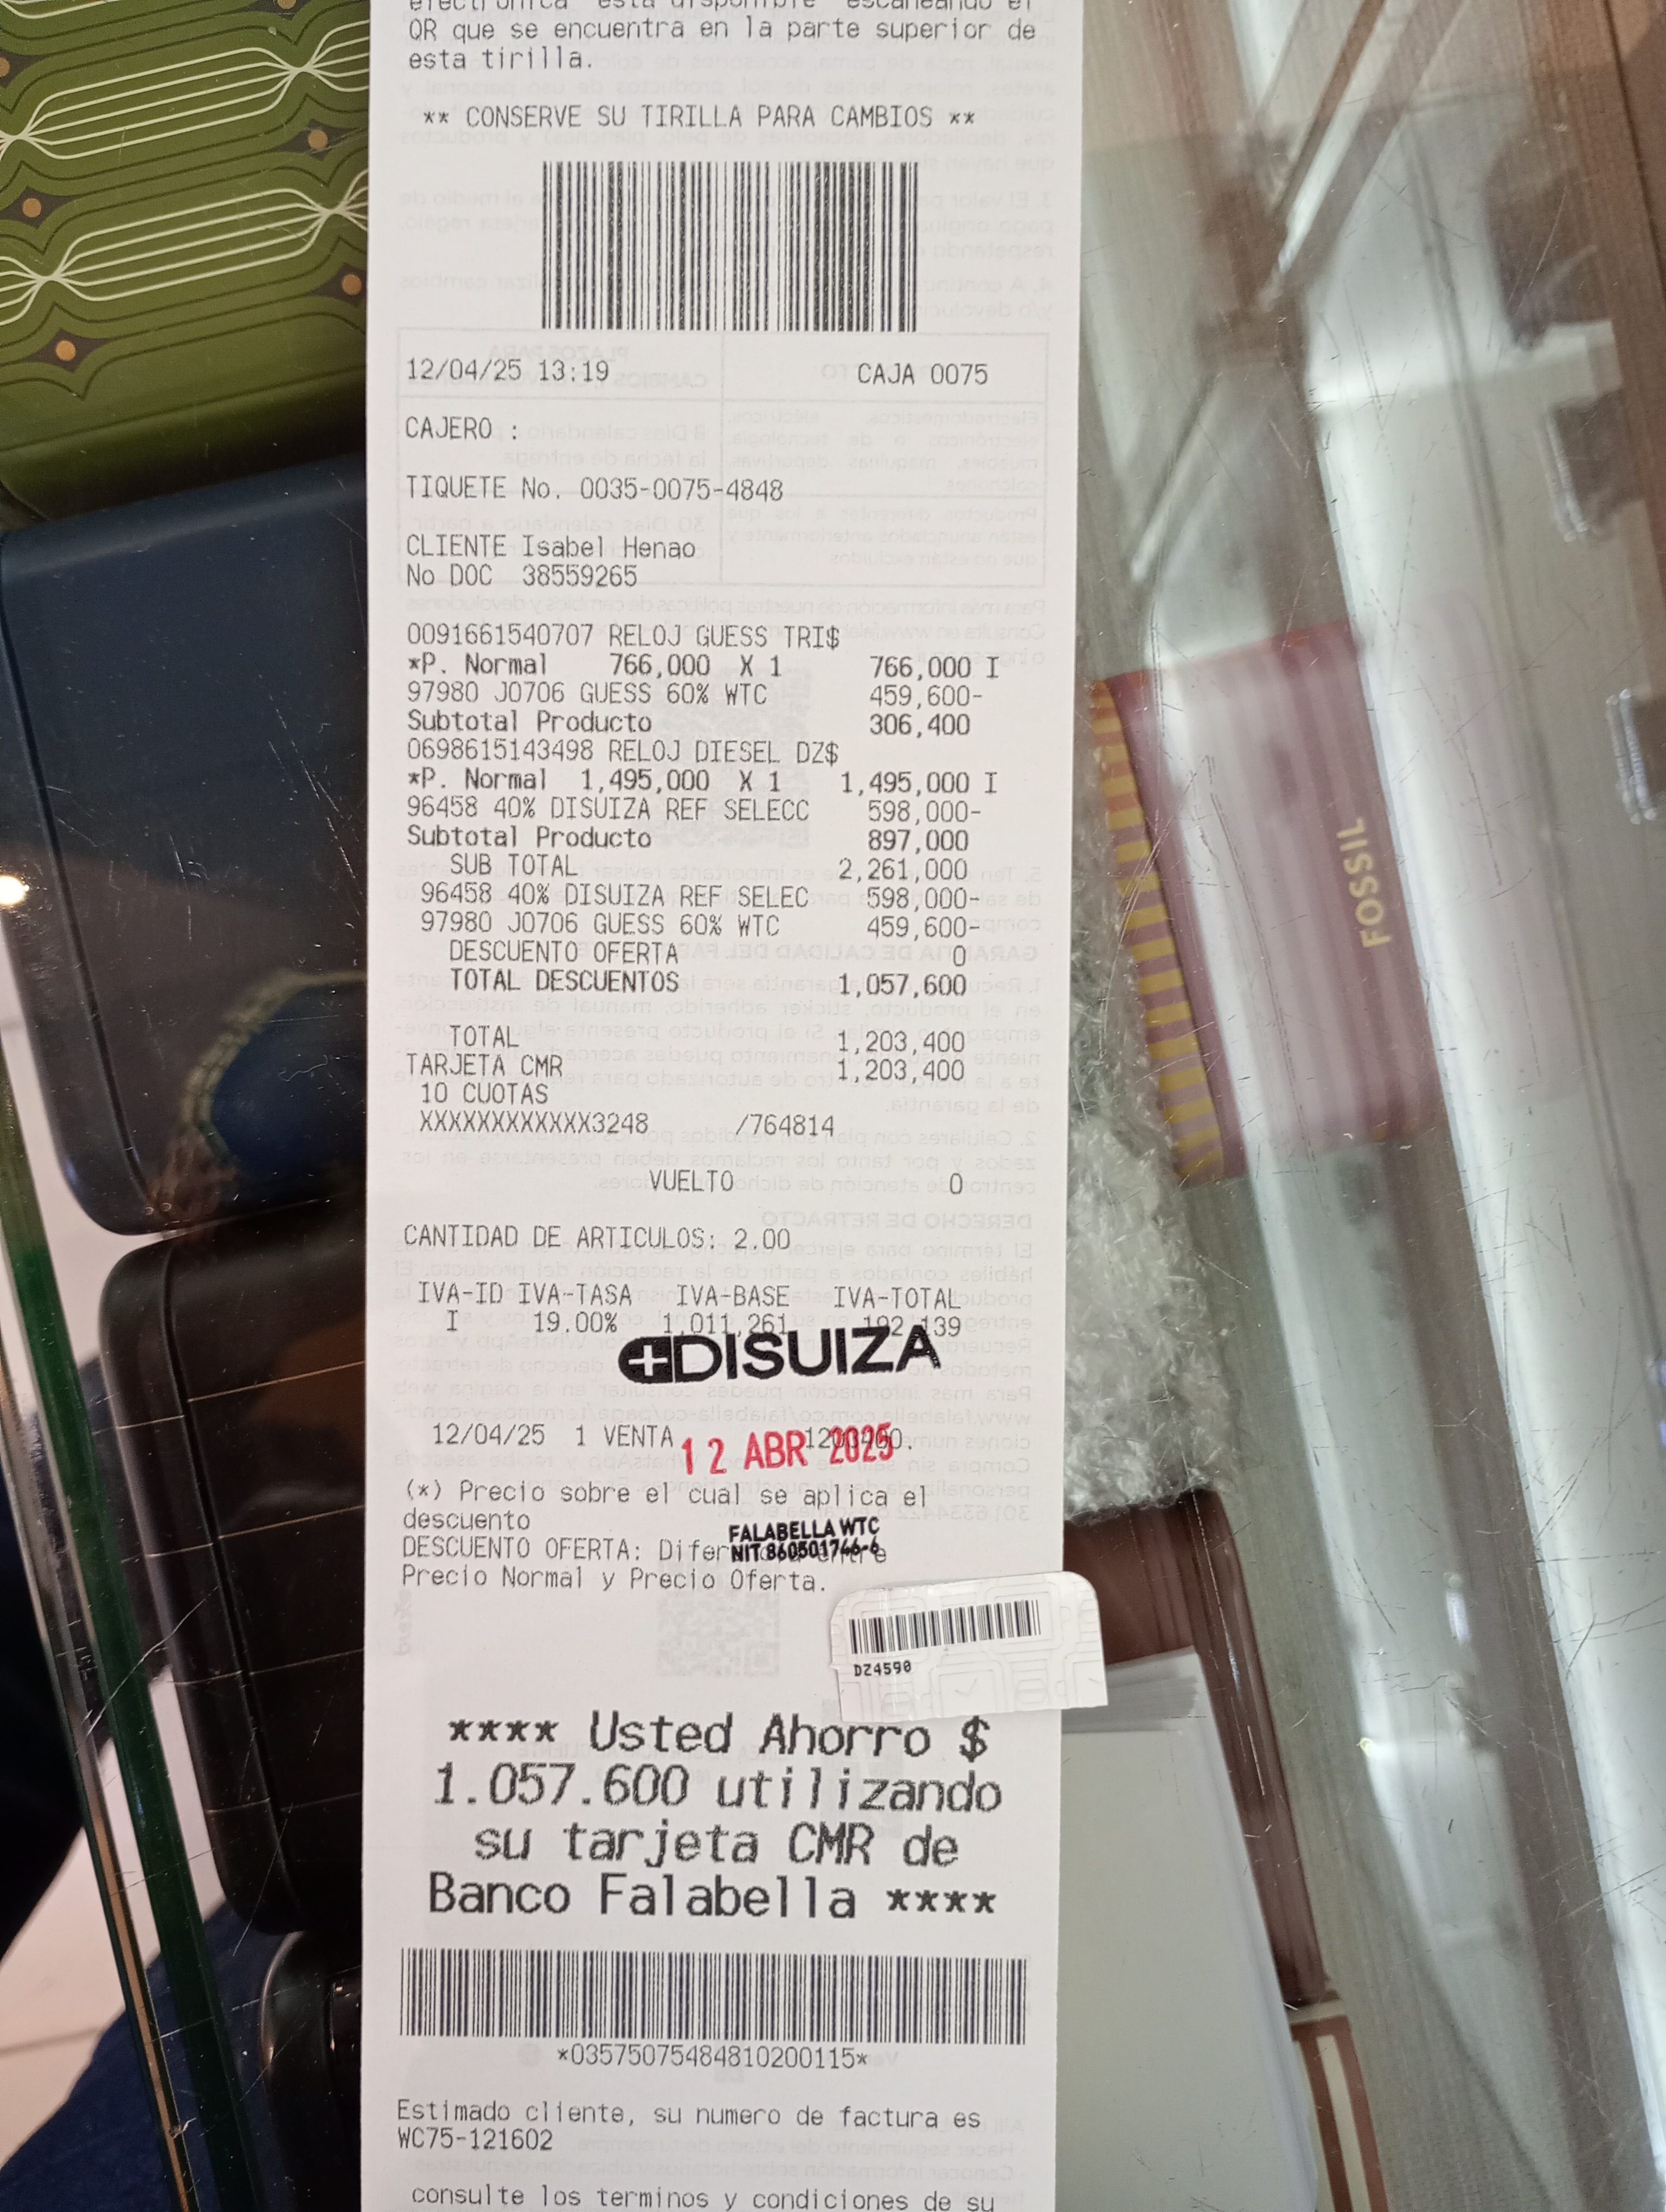 QR que se encuentra en la parte superior de
esta tirilla.
** CONSERVE SU TIRILLA PARA CAMBIOS **
12/04/25 13:19 CAJA 0075
CAJERO :
TIQUETE No. 0035-0075-4848
CLIENTE Isabel Henao
No DOC 38559265
0091661540707 RELOJ GUESS TRI$
*P. Normal 766,000 X 1 766,000 I
97980 J0706 GUESS 60% WTC 459,600-
Subtotal Producto 306,400
0698615143498 RELOJ DIESEL DZ$
*P. Normal 1,495,000 X 1 1,495,000 I
96458 40% DISUIZA REF SELECC 598,000-
Subtotal Producto 897,000
SUB TOTAL 2,261,000
96458 40% DISUIZA REF SELEC 598,000-
97980 J0706 GUESS 60% WTC 459,600-
DESCUENTO OFERTA 0
TOTAL DESCUENTOS 1,057,600
TOTAL 1,203,400
TARJETA CMR 1,203,400
10 CUOTAS
XXXXXXXXXXXX3248 /764814
VUELTO 0
CANTIDAD DE ARTICULOS: 2.00
IVA-ID IVA-TASA IVA-BASE IVA-TOTAL
I 19.00% 1,011,261 192,139
DISUIZA
12/04/25 1 VENTA
12 ABR 2025
(*) Precio sobre el cual se aplica el
descuento
FALABELLA WTC
DESCUENTO OFERTA:
NIT 860501746-6
Precio Normal y Precio Oferta.
DZ4590
**** Usted Ahorro $
1.057.600 utilizando
su tarjeta CMR de
Banco Falabella ****
*03575075484810200115*
Estimado cliente, su numero de factura es
WC75-121602
consulte los terminos y condiciones de su
FOSSIL